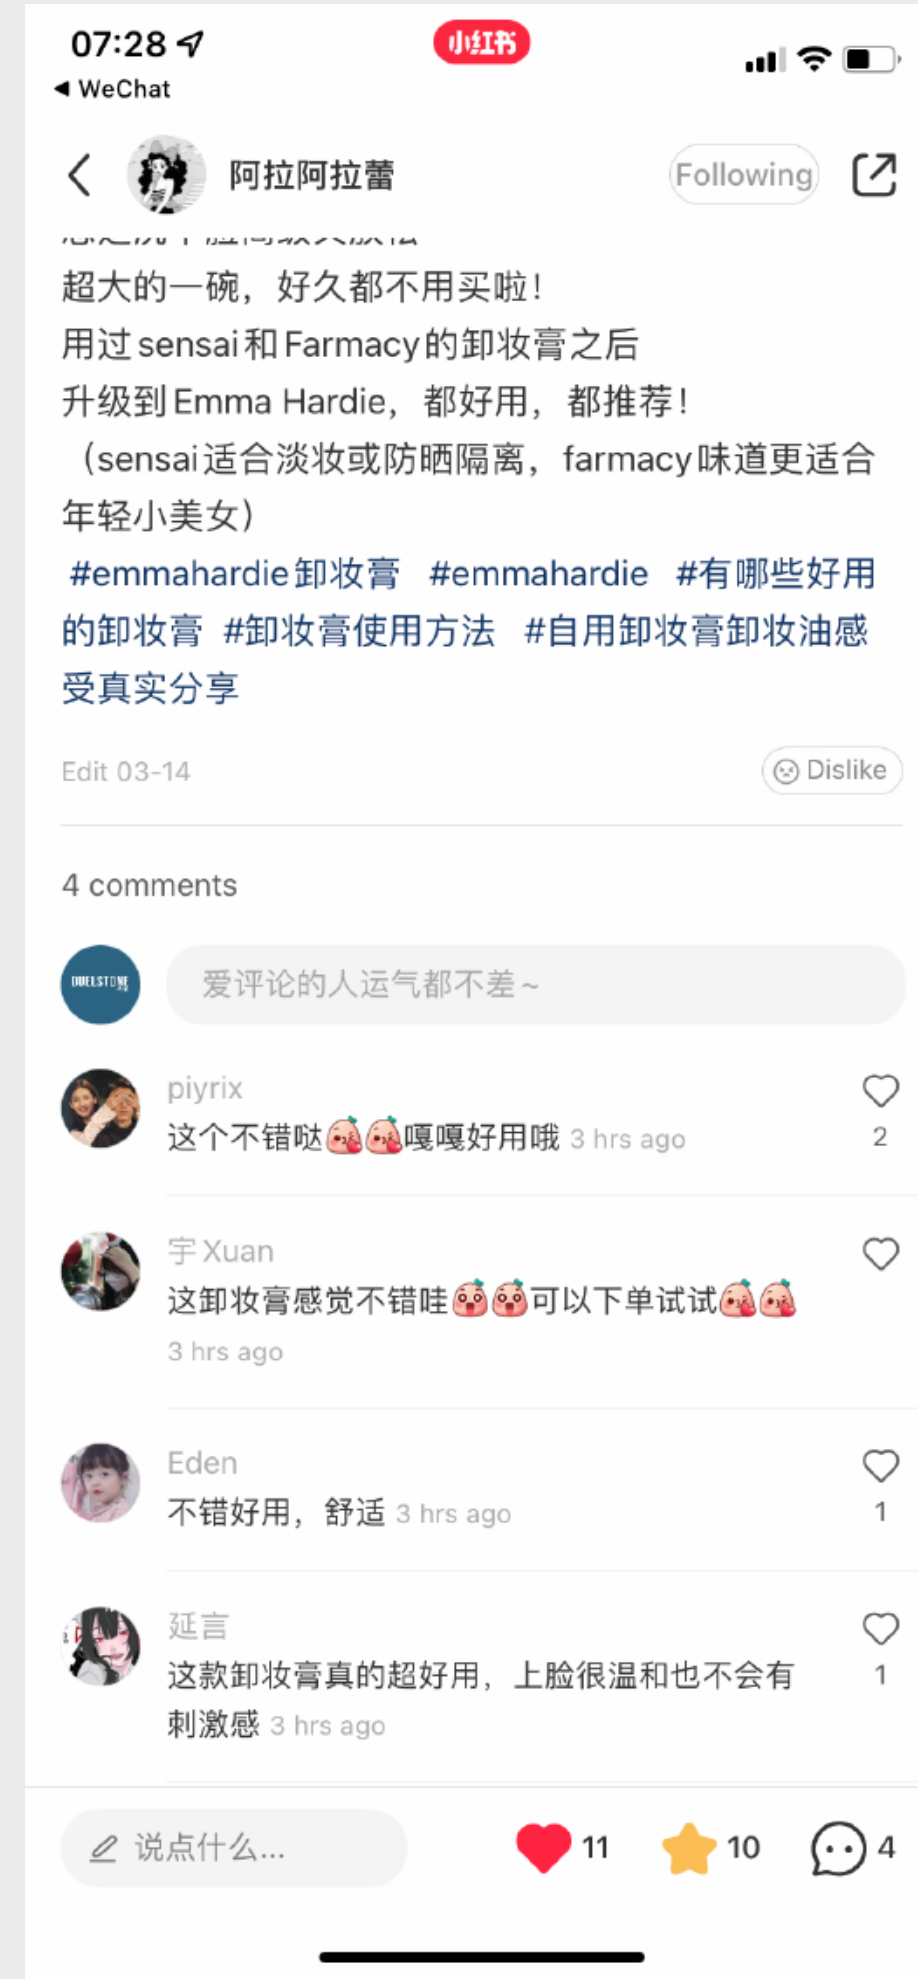 07:28
小红书
WeChat
阿拉阿拉蕾
Following
超大的一碗，好久都不用买啦！
用过sensai和Farmacy的卸妆膏之后
升级到Emma Hardie，都好用，都推荐！
（sensai适合淡妆或防晒隔离，farmacy味道更适合
年轻小美女）
#emmahardie卸妆膏 #emmahardie #有哪些好用
的卸妆膏 #卸妆膏使用方法 #自用卸妆膏卸妆油感
受真实分享
Edit 03-14
Dislike
4 comments
DUELSTONE
爱评论的人运气都不差~
piyrix
这个不错哒嘎嘎好用哦 3 hrs ago
2
宇Xuan
这卸妆膏感觉不错哇可以下单试试
3 hrs ago
Eden
不错好用，舒适 3 hrs ago
1
延言
这款卸妆膏真的超好用，上脸很温和也不会有
1
刺激感 3 hrs ago
说点什么...
11
10
4